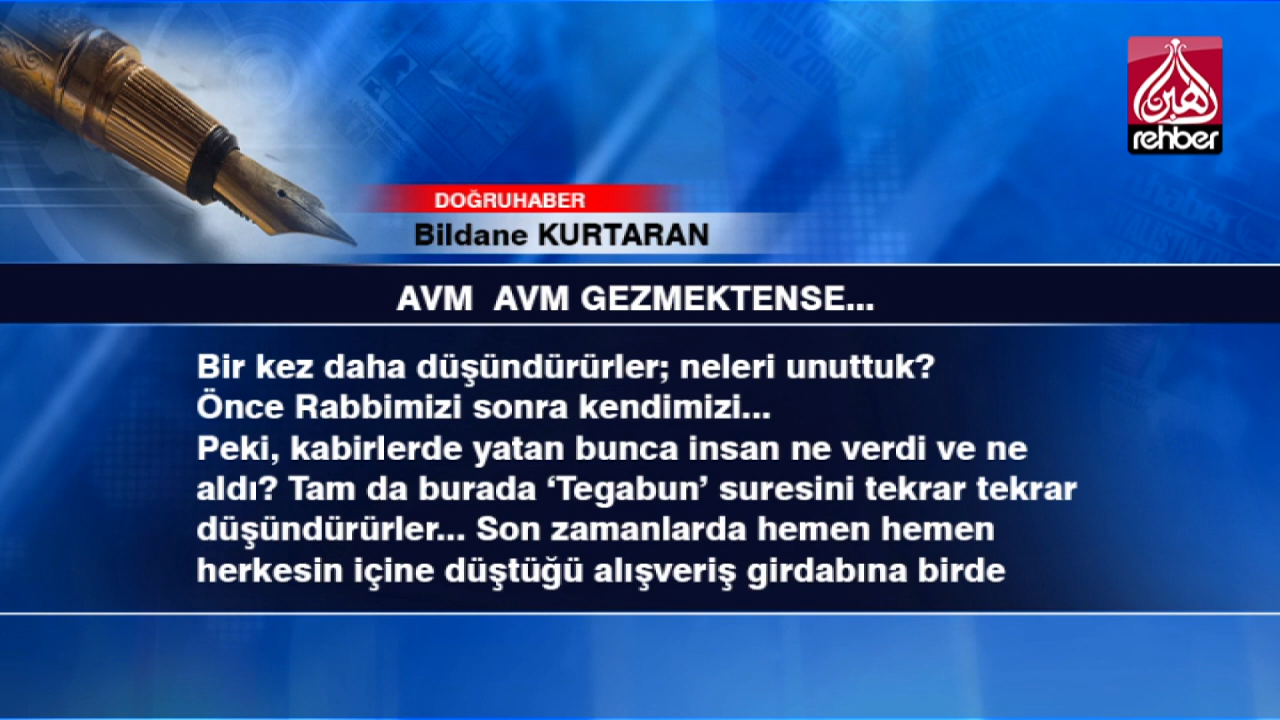 رهبر
rehber
DOĞRUHABER
Bildane KURTARAN
AVM AVM GEZMEKTENSE...
Bir kez daha düşündürürler; neleri unuttuk?
Önce Rabbimizi sonra kendimizi...
Peki, kabirlerde yatan bunca insan ne verdi ve ne
aldı? Tam da burada ‘Tegabun’ suresini tekrar tekrar
düşündürürler... Son zamanlarda hemen hemen
herkesin içine düştüğü alışveriş girdabına birde